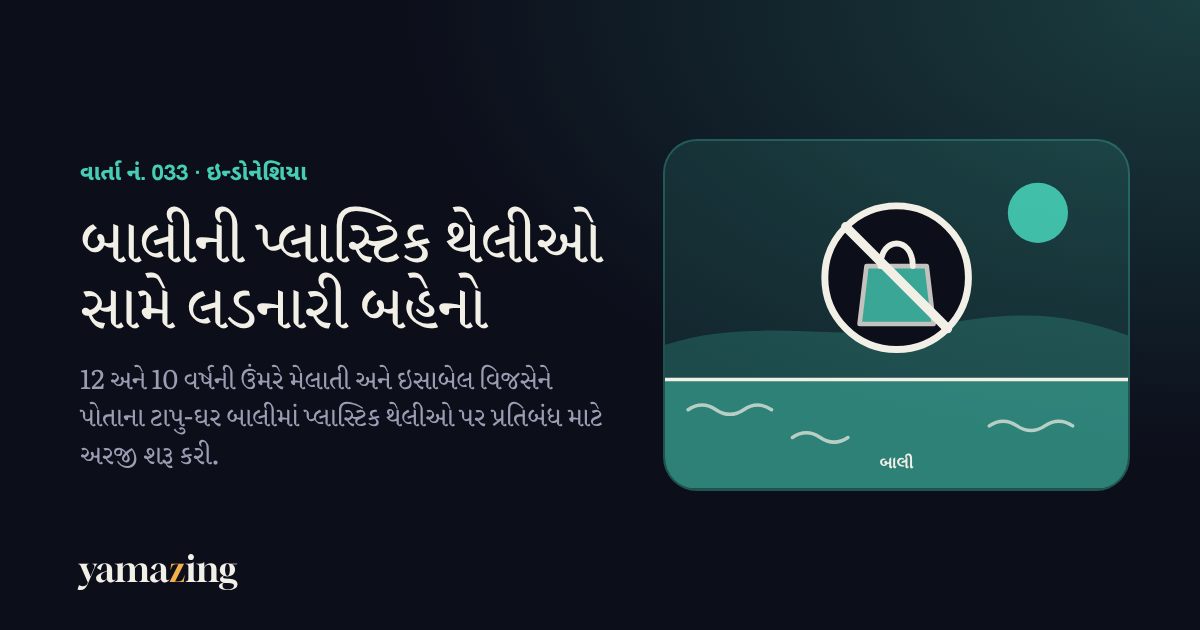 વાર્તા નં. 033 · ઇન્ડોનેશિયા
બાલીની પ્લાસ્ટિક થેલીઓ
સામે લડનારી બહેનો
12 અને 10 વર્ષની ઉંમરે મેલાતી અને ઇસાબેલ વિજસેને
પોતાના ટાપુ-ઘર બાલીમાં પ્લાસ્ટિક થેલીઓ પર પ્રતિબંધ માટે
અરજી શરૂ કરી.
બાલી
yamazing